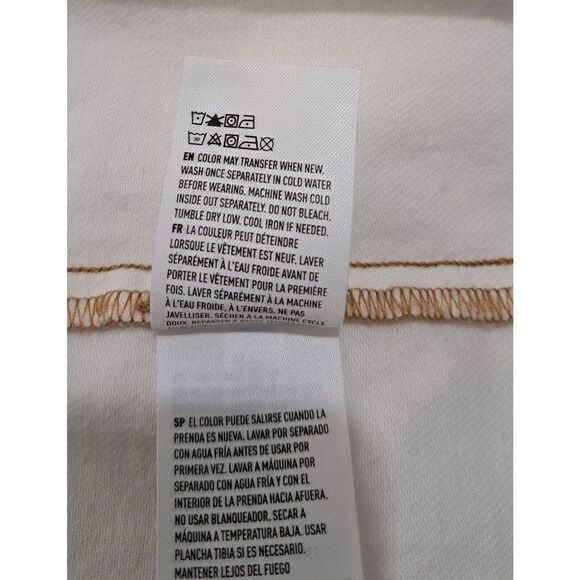 EN COLOR MAY TRANSFER WHEN NEW.
WASH ONCE SEPARATELY IN COLD WATER
BEFORE WEARING. MACHINE WASH COLD
INSIDE OUT SEPARATELY. DO NOT BLEACH.
TUMBLE DRY LOW. COOL IRON IF NEEDED.
FR LA COULEUR PEUT DÉTEINDRE
LORSQUE LE VÊTEMENT EST NEUF. LAVER
SÉPARÉMENT À L'EAU FROIDE AVANT DE
PORTER LE VÊTEMENT POUR LA PREMIÈRE
FOIS. LAVER SÉPARÉMENT À LA MACHINE
À L'EAU FROIDE, À L'ENVERS. NE PAS
JAVELLISER. SÉCHER À LA MACHINE CYCLE
DOUX. REPASSER À BASSE
SP EL COLOR PUEDE SALIRSE CUANDO LA
PRENDA ES NUEVA. LAVAR POR SEPARADO
CON AGUA FRÍA ANTES DE USAR POR
PRIMERA VEZ. LAVAR A MÁQUINA POR
SEPARADO CON AGUA FRÍA Y CON EL
INTERIOR DE LA PRENDA HACIA AFUERA.
NO USAR BLANQUEADOR. SECAR A
MÁQUINA A TEMPERATURA BAJA. USAR
PLANCHA TIBIA SI ES NECESARIO.
MANTENER LEJOS DEL FUEGO